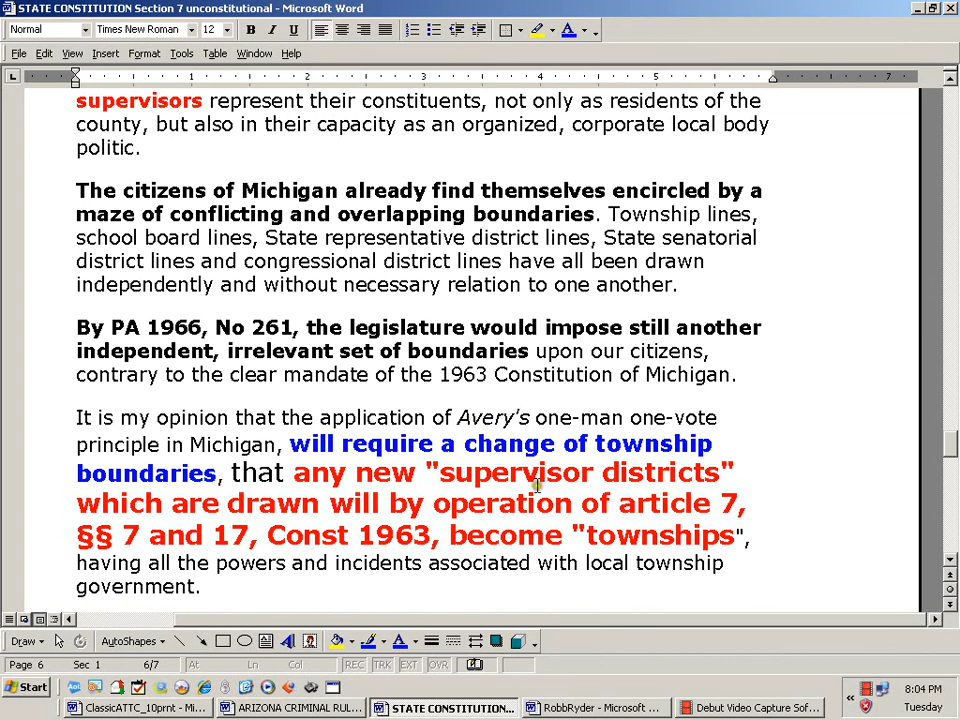 STATE CONSTITUTION Section 7 unconstitutional - Microsoft Word
Normal Times New Roman 12 B I U
File Edit View Insert Format Tools Table Window Help
1 2 3 4 5 6 7
supervisors represent their constituents, not only as residents of the
county, but also in their capacity as an organized, corporate local body
politic.
The citizens of Michigan already find themselves encircled by a
maze of conflicting and overlapping boundaries. Township lines,
school board lines, State representative district lines, State senatorial
district lines and congressional district lines have all been drawn
independently and without necessary relation to one another.
By PA 1966, No 261, the legislature would impose still another
independent, irrelevant set of boundaries upon our citizens,
contrary to the clear mandate of the 1963 Constitution of Michigan.
It is my opinion that the application of Avery's one-man one-vote
principle in Michigan, will require a change of township
boundaries, that any new "supervisor districts"
which are drawn will by operation of article 7,
§§ 7 and 17, Const 1963, become "townships",
having all the powers and incidents associated with local township
government.
Draw AutoShapes
Page 6 Sec 1 6/7 At Ln Col REC TRK EXT OVR
Start
ClassicATTC_10prnt - Mi... ARIZONA CRIMINAL RUL... STATE CONSTITUTION... RobbRyder - Microsoft ... Debut Video Capture Sof...
8:04 PM
Tuesday